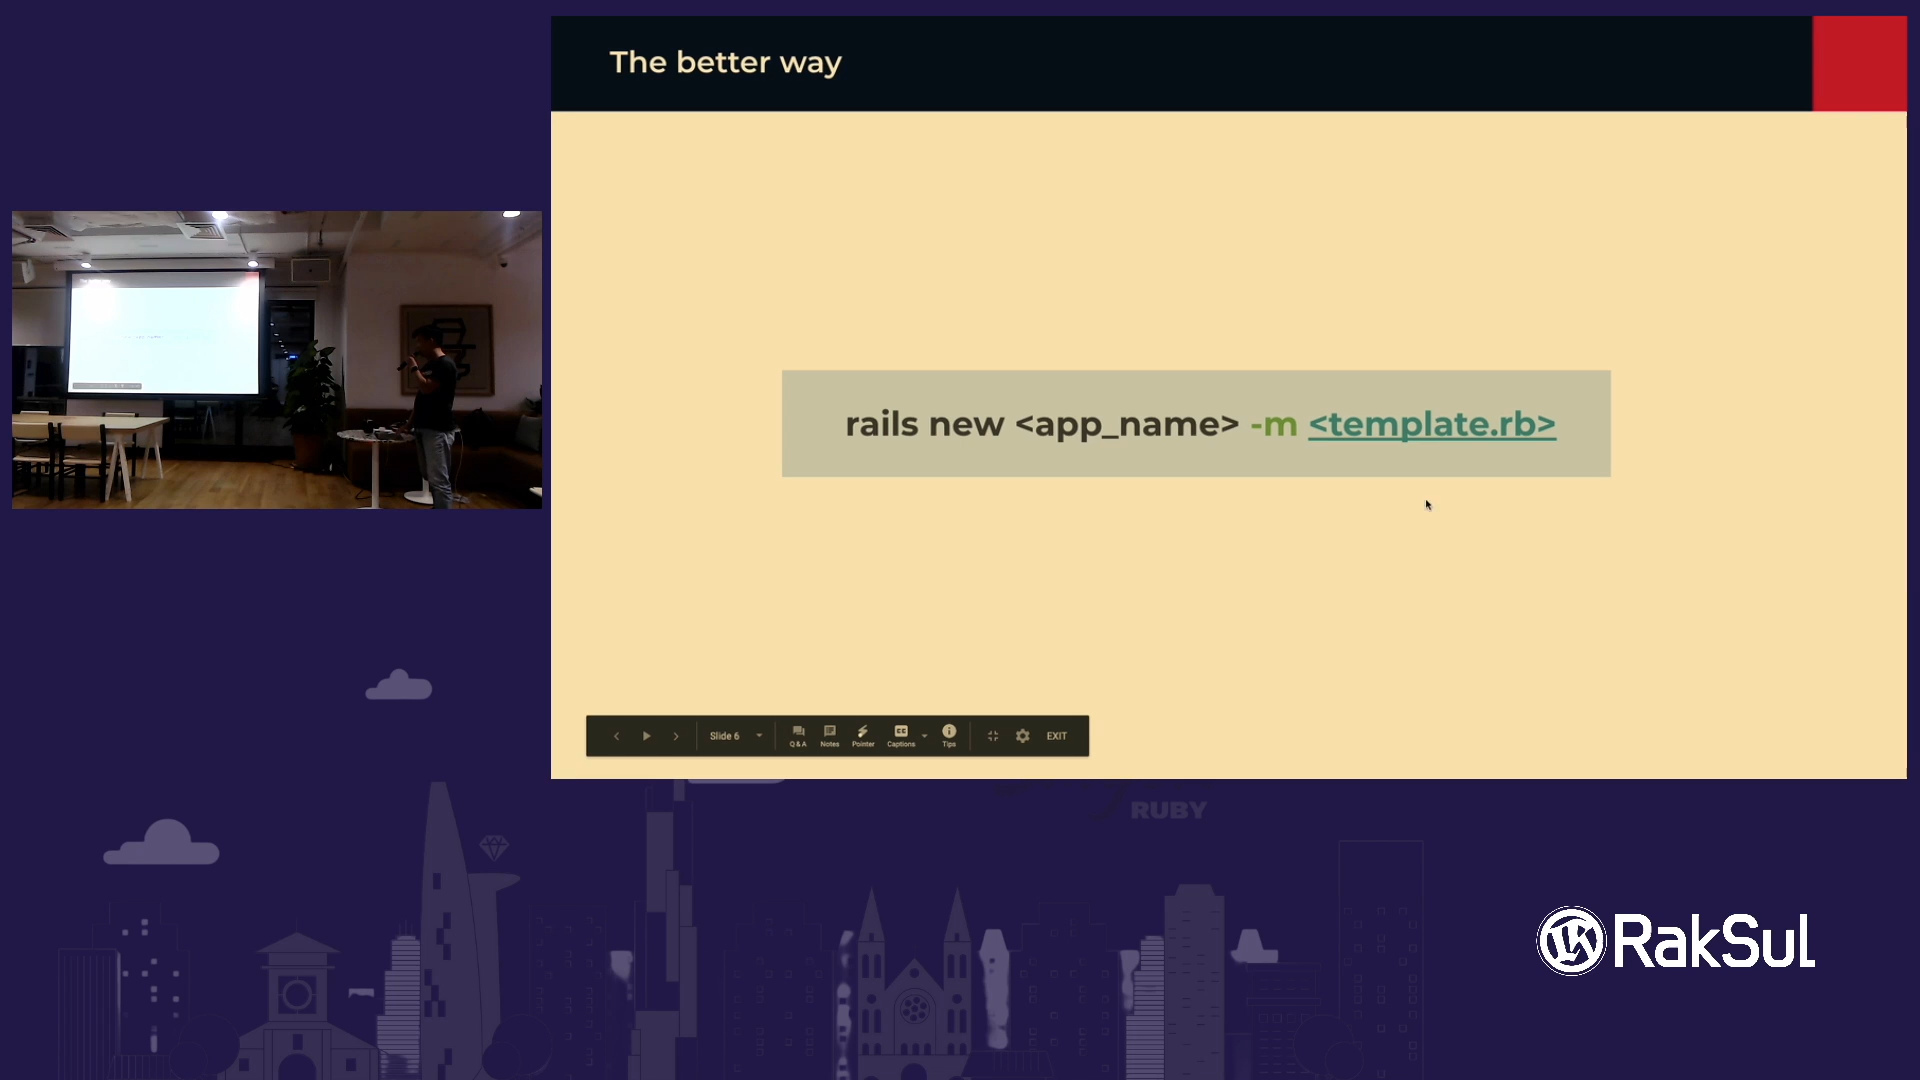 The better way
rails new <app_name> -m <template.rb>
Slide 6
Q&A
Notes
Pointer
Captions
Tips
EXIT
RUBY
RakSul